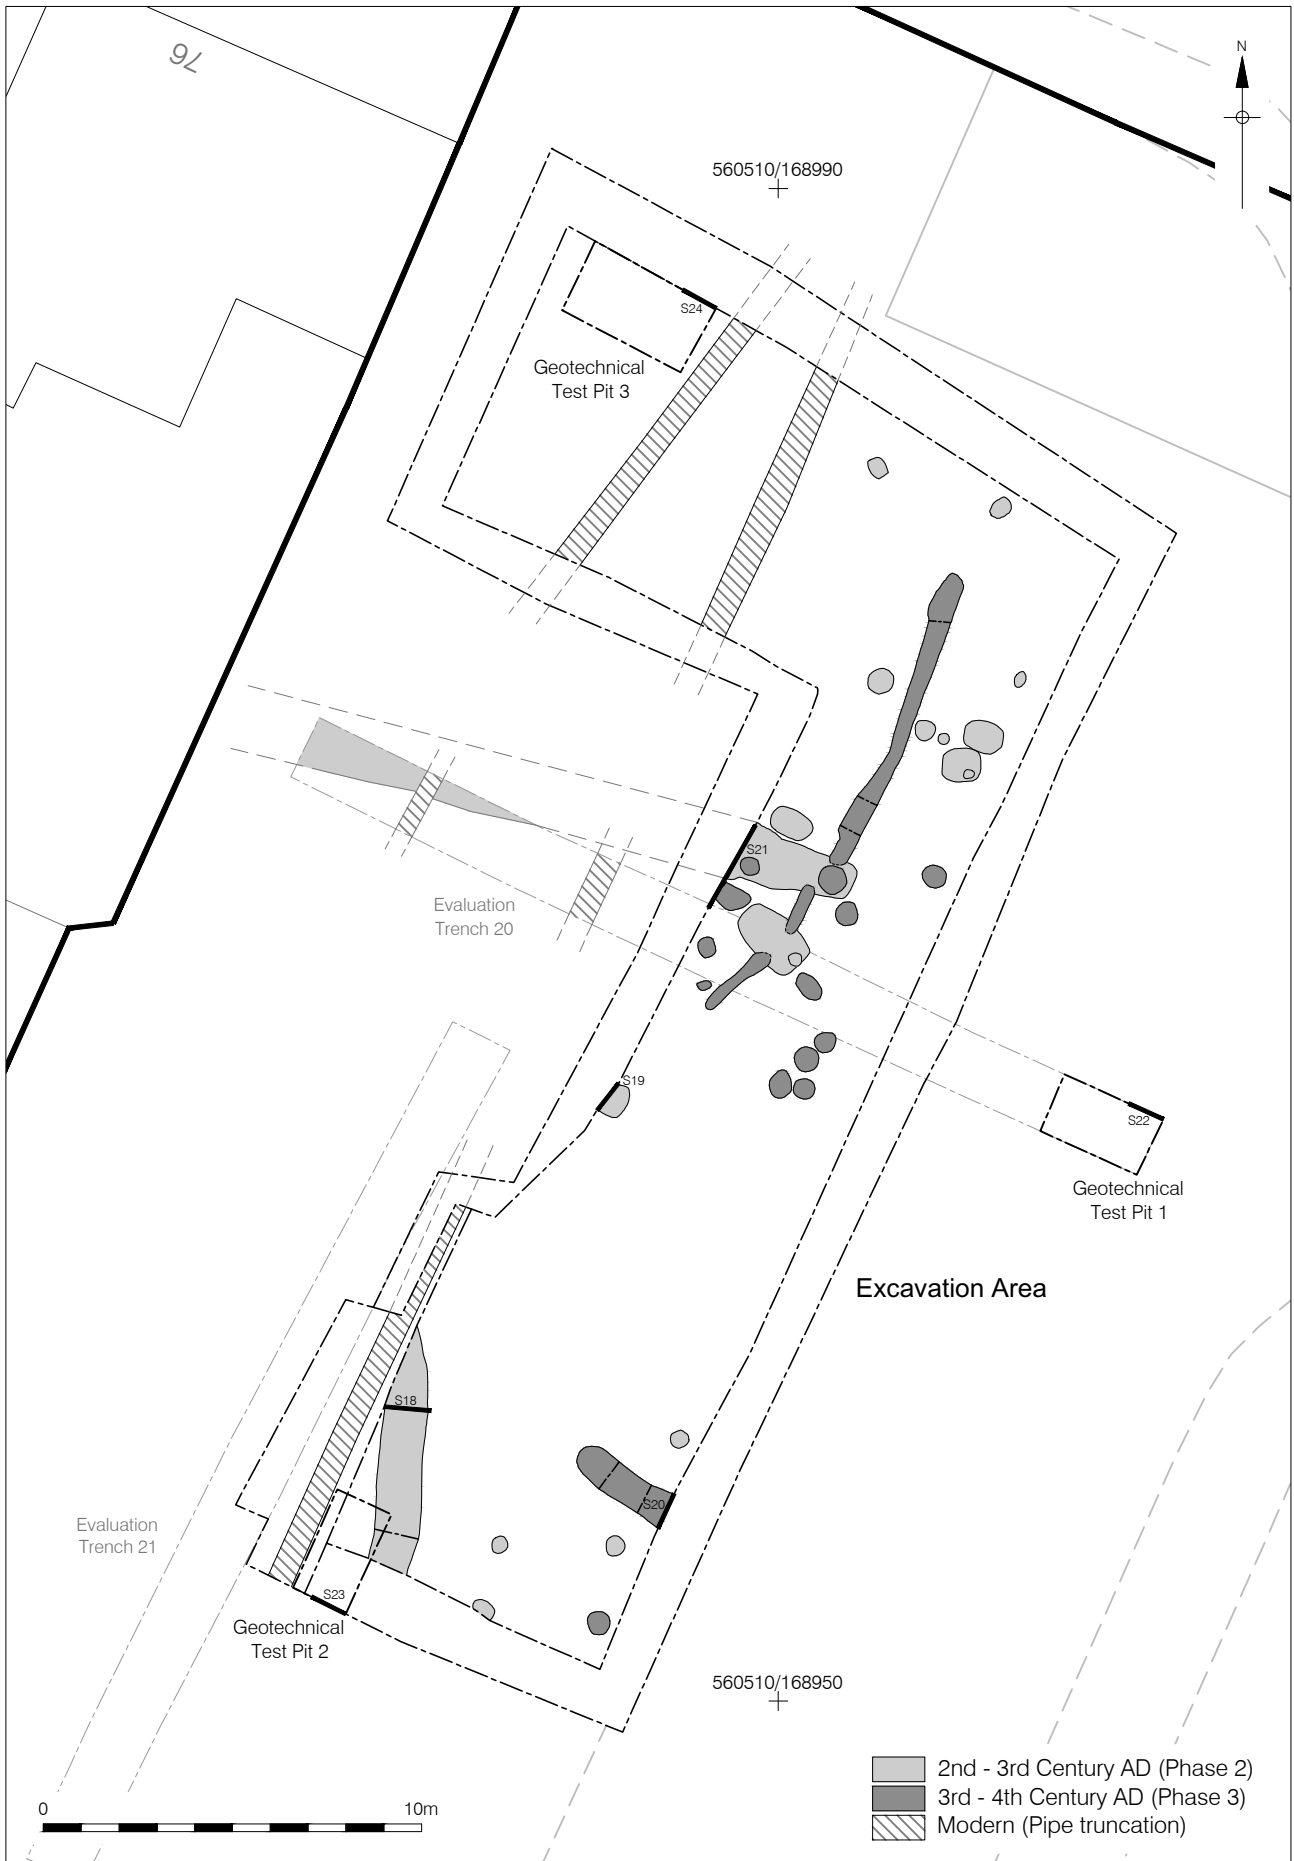 76
N
560510/168990
S24
Geotechnical
Test Pit 3
S21
Evaluation
Trench 20
S19
S22
Geotechnical
Test Pit 1
Excavation Area
S18
S20
Evaluation
Trench 21
S23
Geotechnical
Test Pit 2
560510/168950
2nd - 3rd Century AD (Phase 2)
3rd - 4th Century AD (Phase 3)
Modern (Pipe truncation)
0 10m